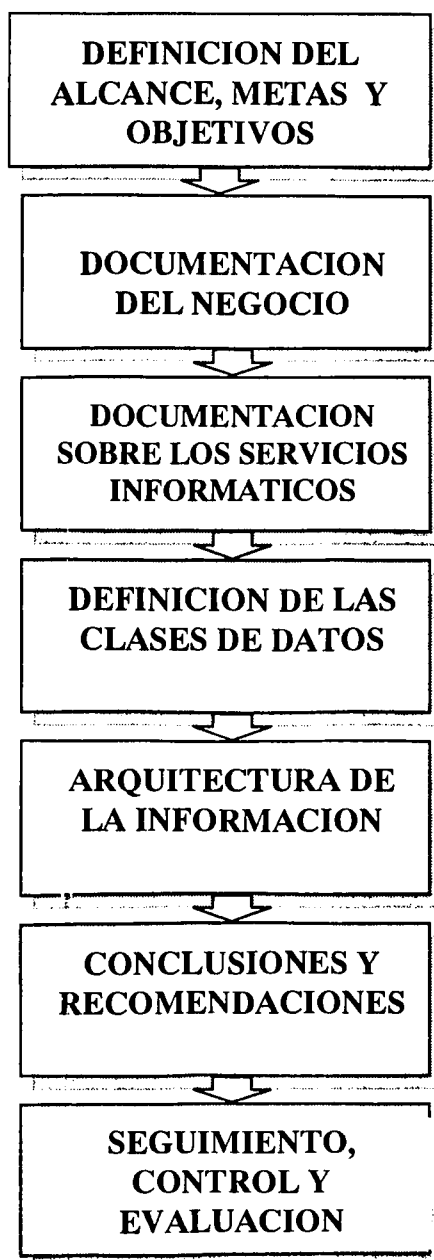 DEFINICION DEL
ALCANCE, METAS Y
OBJETIVOS
DOCUMENTACION
DEL NEGOCIO
DOCUMENTACION
SOBRE LOS SERVICIOS
INFORMATICOS
DEFINICION DE LAS
CLASES DE DATOS
ARQUITECTURA DE
LA INFORMACION
CONCLUSIONES Y
RECOMENDACIONES
SEGUIMIENTO,
CONTROL Y
EVALUACION